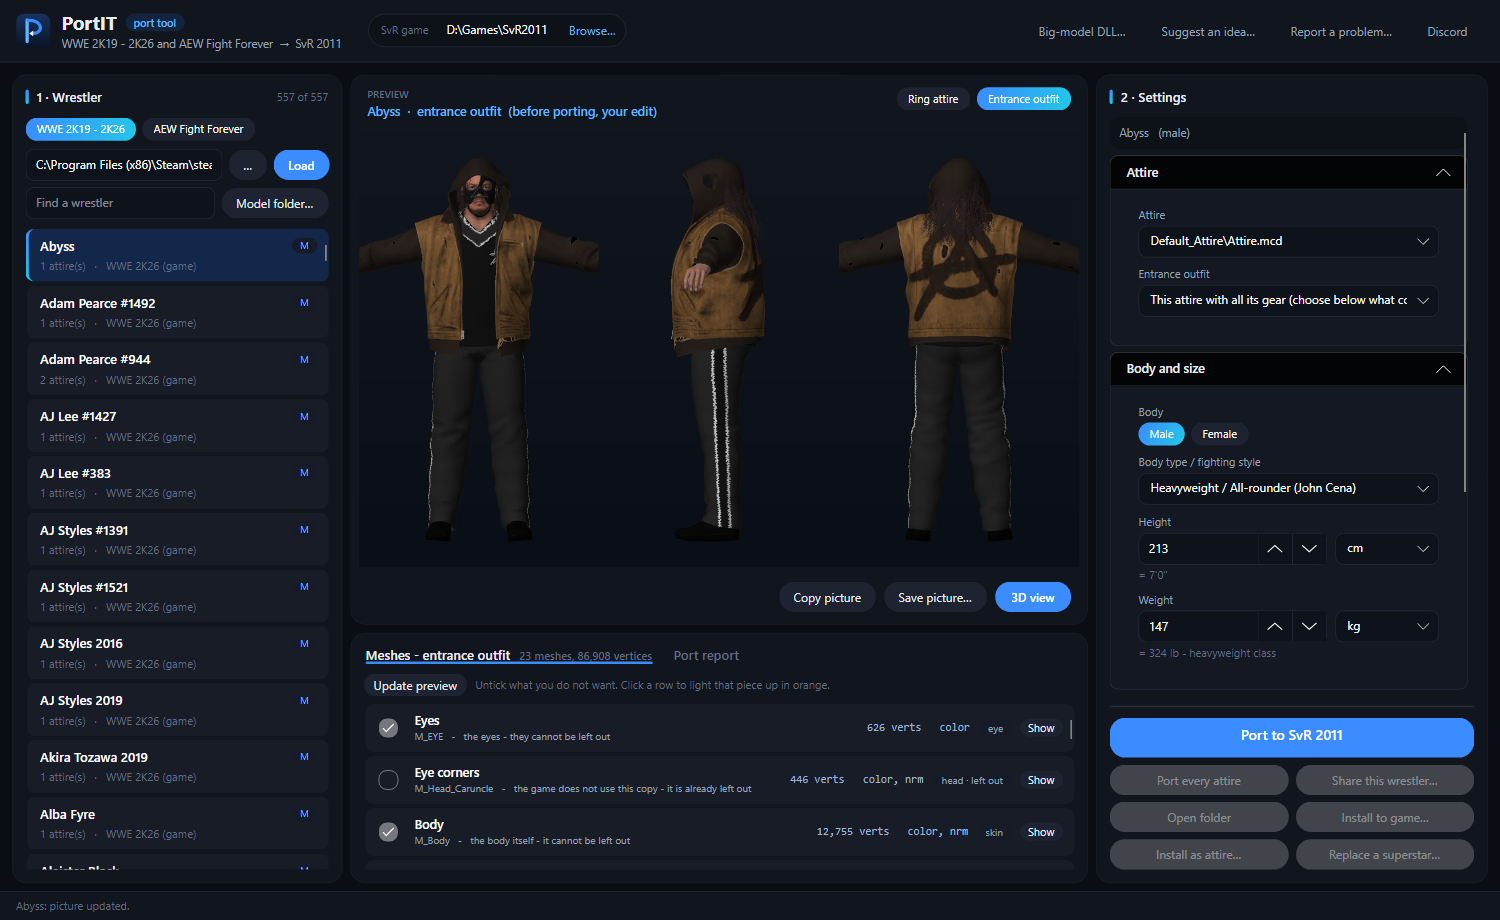 PortIT port tool
WWE 2K19 - 2K26 and AEW Fight Forever → SvR 2011
SvR game D:\Games\SvR2011 Browse...
Big-model DLL... Suggest an idea... Report a problem... Discord
1 · Wrestler 557 of 557
WWE 2K19 - 2K26 AEW Fight Forever
C:\Program Files (x86)\Steam\stea ... Load
Find a wrestler Model folder...
Abyss M
1 attire(s) · WWE 2K26 (game)
Adam Pearce #1492 M
1 attire(s) · WWE 2K26 (game)
Adam Pearce #944 M
2 attire(s) · WWE 2K26 (game)
AJ Lee #1427 M
1 attire(s) · WWE 2K26 (game)
AJ Lee #383 M
1 attire(s) · WWE 2K26 (game)
AJ Styles #1391 M
1 attire(s) · WWE 2K26 (game)
AJ Styles #1521 M
1 attire(s) · WWE 2K26 (game)
AJ Styles 2016 M
1 attire(s) · WWE 2K26 (game)
AJ Styles 2019 M
1 attire(s) · WWE 2K26 (game)
Akira Tozawa 2019 M
1 attire(s) · WWE 2K26 (game)
Alba Fyre M
1 attire(s) · WWE 2K26 (game)
PREVIEW
Abyss · entrance outfit (before porting, your edit)
Ring attire Entrance outfit
Copy picture Save picture... 3D view
Meshes - entrance outfit 23 meshes, 86,908 vertices Port report
Update preview Untick what you do not want. Click a row to light that piece up in orange.
Eyes
M_EYE - the eyes - they cannot be left out
626 verts color eye Show
Eye corners
M_Head_Caruncle - the game does not use this copy - it is already left out
446 verts color, nrm head · left out Show
Body
M_Body - the body itself - it cannot be left out
12,755 verts color, nrm skin Show
2 · Settings
Abyss (male)
Attire
Attire
Default_Attire\Attire.mcd
Entrance outfit
This attire with all its gear (choose below what cc
Body and size
Body
Male Female
Body type / fighting style
Heavyweight / All-rounder (John Cena)
Height
213 cm
= 7'0"
Weight
147 kg
= 324 lb - heavyweight class
Port to SvR 2011
Port every attire Share this wrestler...
Open folder Install to game...
Install as attire... Replace a superstar...
Abyss: picture updated.